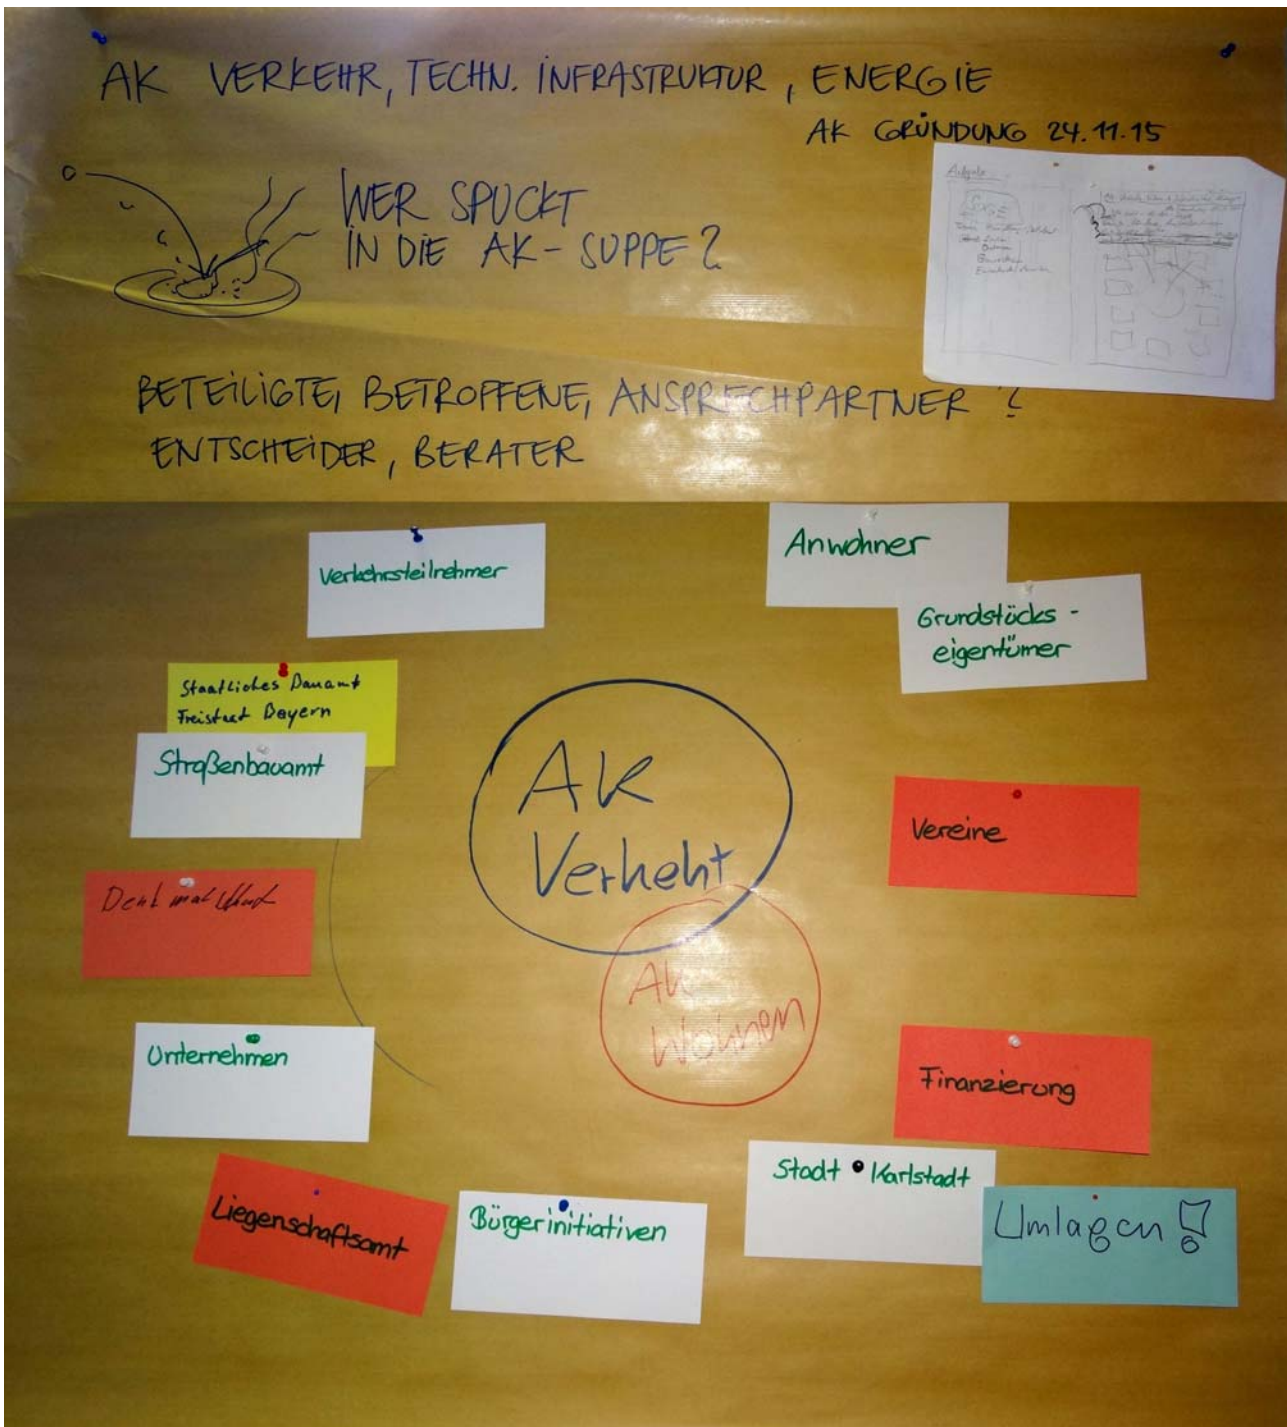 AK VERKEHR, TECHN. INFRASTRUKTUR, ENERGIE
AK GRÜNDUNG 24.11.15
WER SPUCKT
IN DIE AK-SUPPE?
Aufgabe
BETEILIGTE, BETROFFENE, ANSPRECHPARTNER ?
ENTSCHEIDER, BERATER
Verkehrsteilnehmer
Anwohner
Grundstücks-
eigentümer
Staatliches Bauamt
Freistaat Bayern
Straßenbauamt
AK
Verkehr
Vereine
AK
Wohnen
Unternehmen
Finanzierung
Stadt Karlstadt
Liegenschaftsamt
Bürgerinitiativen
Umlagen!